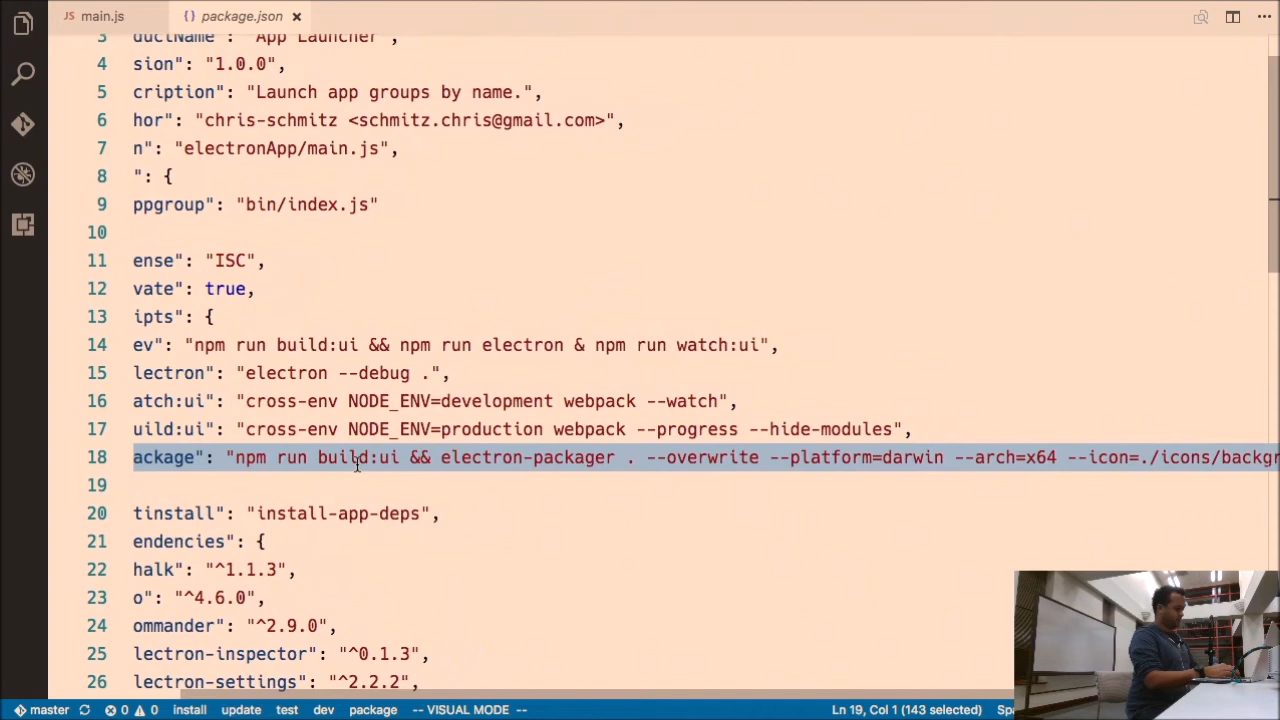 JS main.js
{} package.json ×
3 ductName": "App Launcher",
4 sion": "1.0.0",
5 cription": "Launch app groups by name.",
6 hor": "chris-schmitz <schmitz.chris@gmail.com>",
7 n": "electronApp/main.js",
8 ": {
9 ppgroup": "bin/index.js"
10
11 ense": "ISC",
12 vate": true,
13 ipts": {
14 ev": "npm run build:ui && npm run electron & npm run watch:ui",
15 lectron": "electron --debug .",
16 atch:ui": "cross-env NODE_ENV=development webpack --watch",
17 uild:ui": "cross-env NODE_ENV=production webpack --progress --hide-modules",
18 ackage": "npm run build:ui && electron-packager . --overwrite --platform=darwin --arch=x64 --icon=./icons/backgr
19
20 tinstall": "install-app-deps",
21 endencies": {
22 halk": "^1.1.3",
23 o": "^4.6.0",
24 ommander": "^2.9.0",
25 lectron-inspector": "^0.1.3",
26 lectron-settings": "^2.2.2",
master 0 0 install update test dev package -- VISUAL MODE -- Ln 19, Col 1 (143 selected) Spa